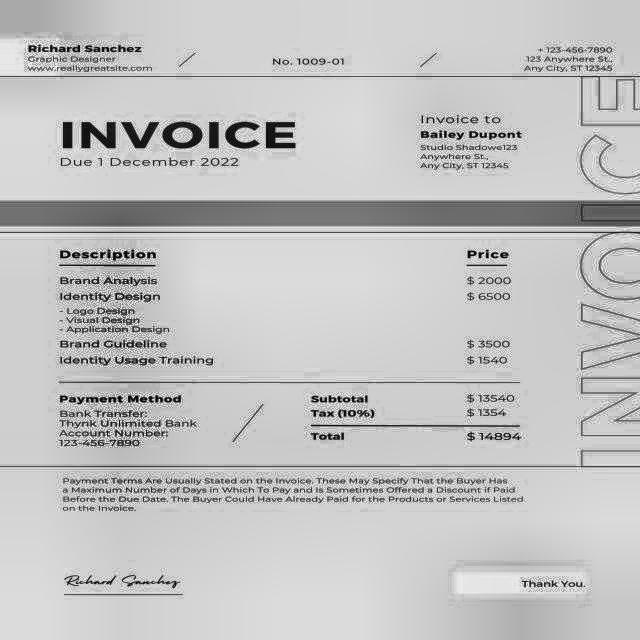 Richard Sanchez
Graphic Designer
www.reallygreatsite.com
No. 1009-01
+ 123-456-7890
123 Anywhere St.,
Any City, ST 12345
INVOICE
Due 1 December 2022
Invoice to
Bailey Dupont
Studio Shadowe123
Anywhere St.,
Any City, ST 12345
INVOICE
Description Price
Brand Analysis $ 2000
Identity Design $ 6500
- Logo Design
- Visual Design
- Application Design
Brand Guideline $ 3500
Identity Usage Training $ 1540
Payment Method
Bank Transfer:
Thynk Unlimited Bank
Account Number:
123-456-7890
Subtotal $ 13540
Tax (10%) $ 1354
Total $ 14894
Payment Terms Are Usually Stated on the Invoice. These May Specify That the Buyer Has
a Maximum Number of Days in Which To Pay and Is Sometimes Offered a Discount if Paid
Before the Due Date. The Buyer Could Have Already Paid for the Products or Services Listed
on the Invoice.
Richard Sanchez
Thank You.